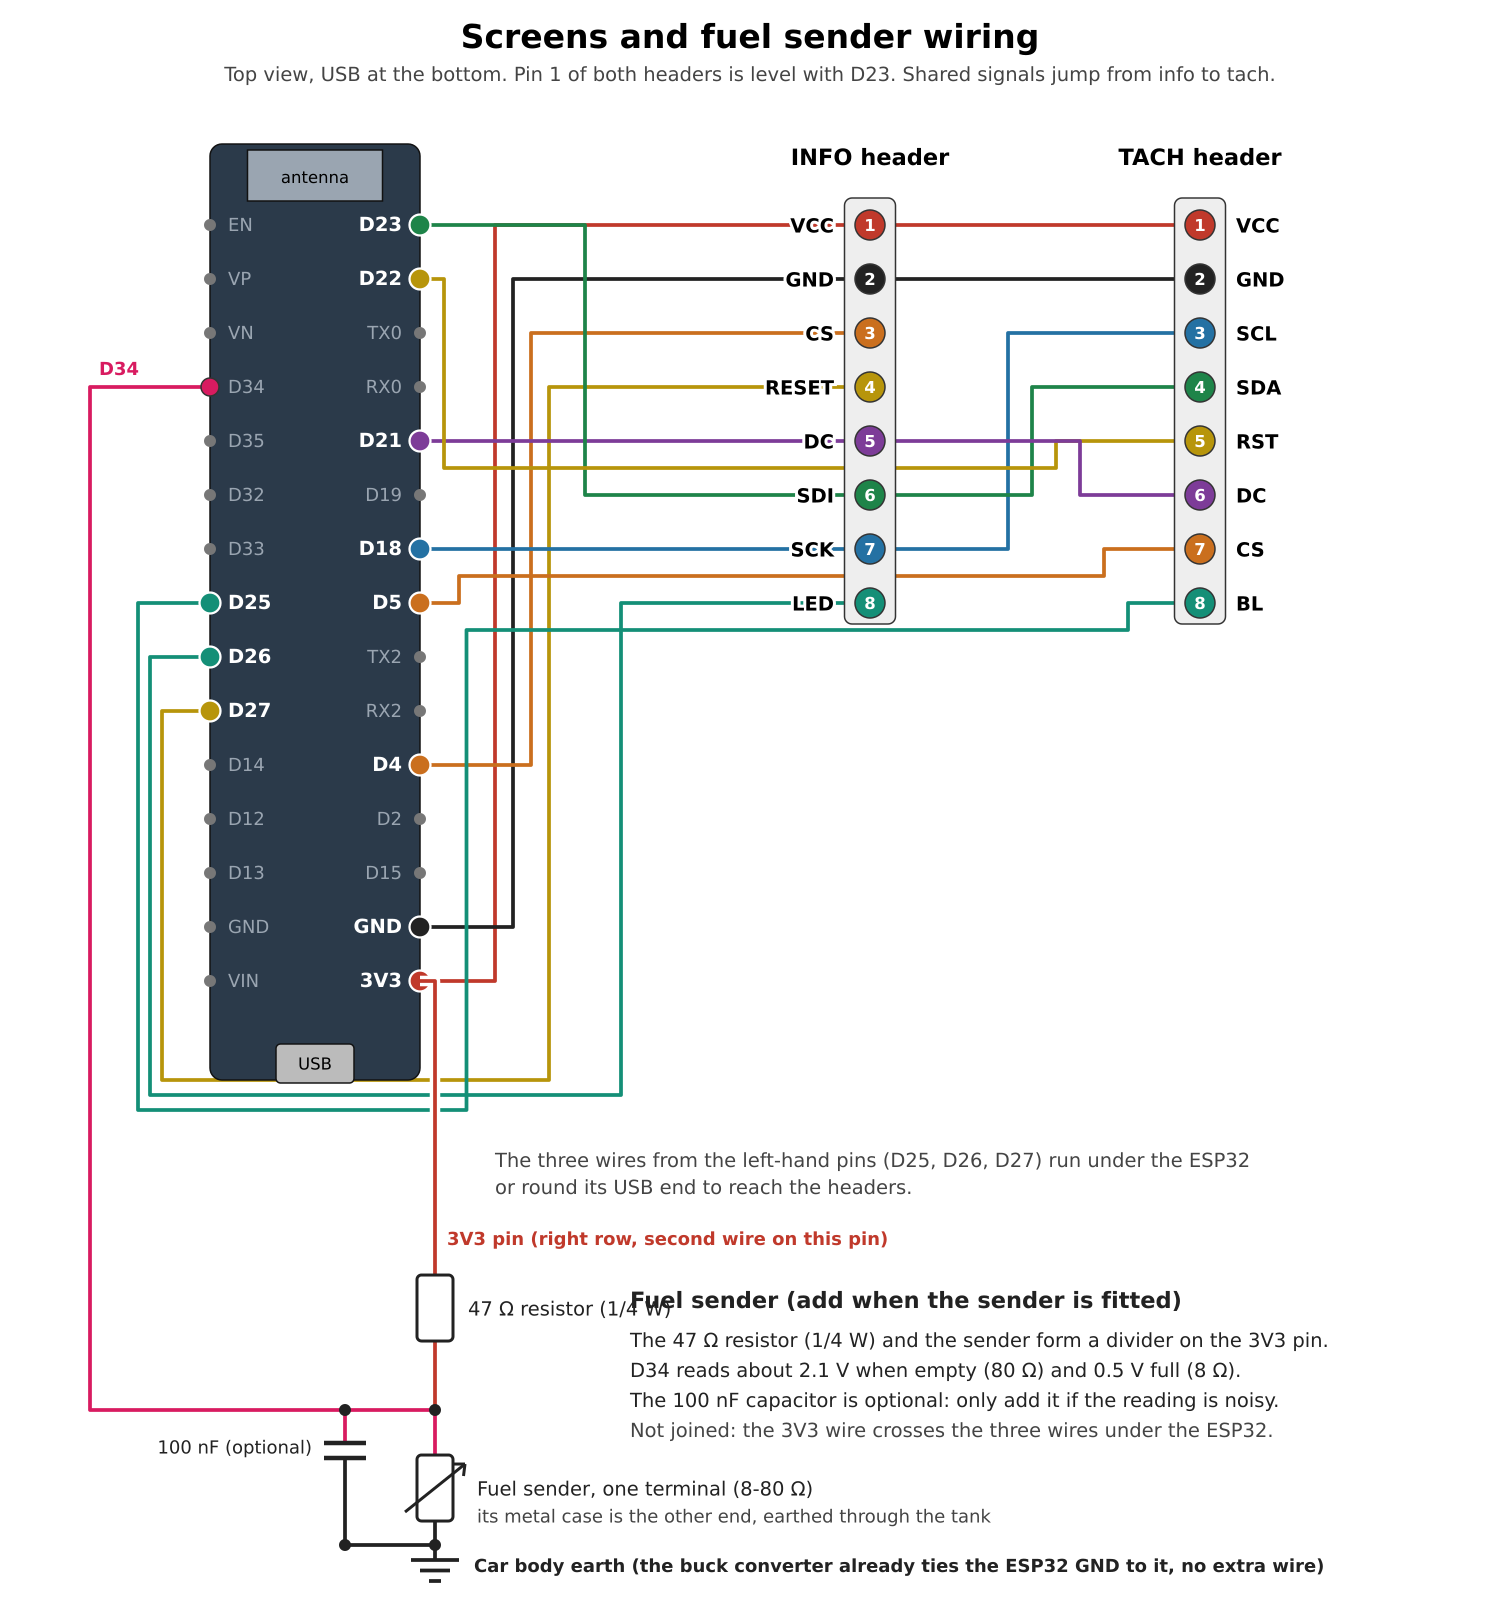 Screens and fuel sender wiring
Top view, USB at the bottom. Pin 1 of both headers is level with D23. Shared signals jump from info to tach.
INFO header
TACH header
antenna
EN
D23
VCC
1
1
VCC
VP
D22
GND
2
2
GND
VN
TX0
CS
3
3
SCL
D34
D34
RX0
RESET
4
4
SDA
D35
D21
DC
5
5
RST
D32
D19
SDI
6
6
DC
D33
D18
SCK
7
7
CS
D25
D5
LED
8
8
BL
D26
TX2
D27
RX2
D14
D4
D12
D2
D13
D15
GND
GND
VIN
3V3
USB
The three wires from the left-hand pins (D25, D26, D27) run under the ESP32
or round its USB end to reach the headers.
3V3 pin (right row, second wire on this pin)
47 Ω resistor (1/4 W)
Fuel sender (add when the sender is fitted)
The 47 Ω resistor (1/4 W) and the sender form a divider on the 3V3 pin.
D34 reads about 2.1 V when empty (80 Ω) and 0.5 V full (8 Ω).
The 100 nF capacitor is optional: only add it if the reading is noisy.
Not joined: the 3V3 wire crosses the three wires under the ESP32.
100 nF (optional)
Fuel sender, one terminal (8-80 Ω)
its metal case is the other end, earthed through the tank
Car body earth (the buck converter already ties the ESP32 GND to it, no extra wire)